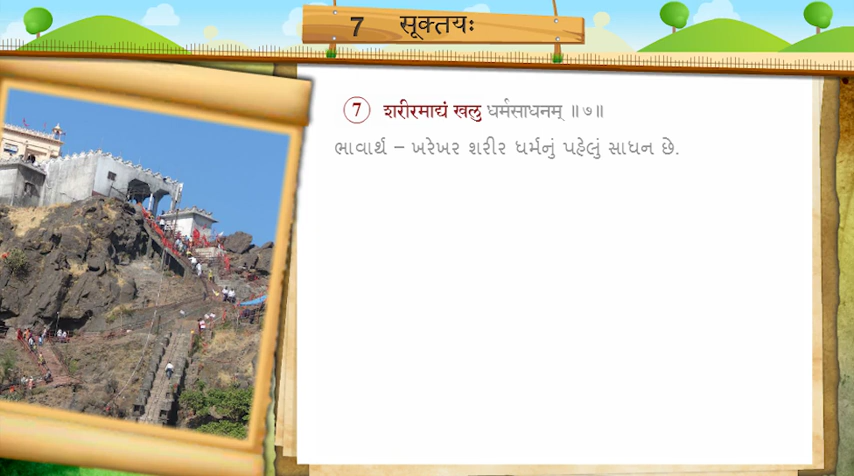 7 सूक्तयः
7 शरीरमाद्यं खलु धर्मसाधनम् ॥७॥
ભાવાર્થ – ખરેખર શરીર ધર્મનું પહેલું સાધન છે.